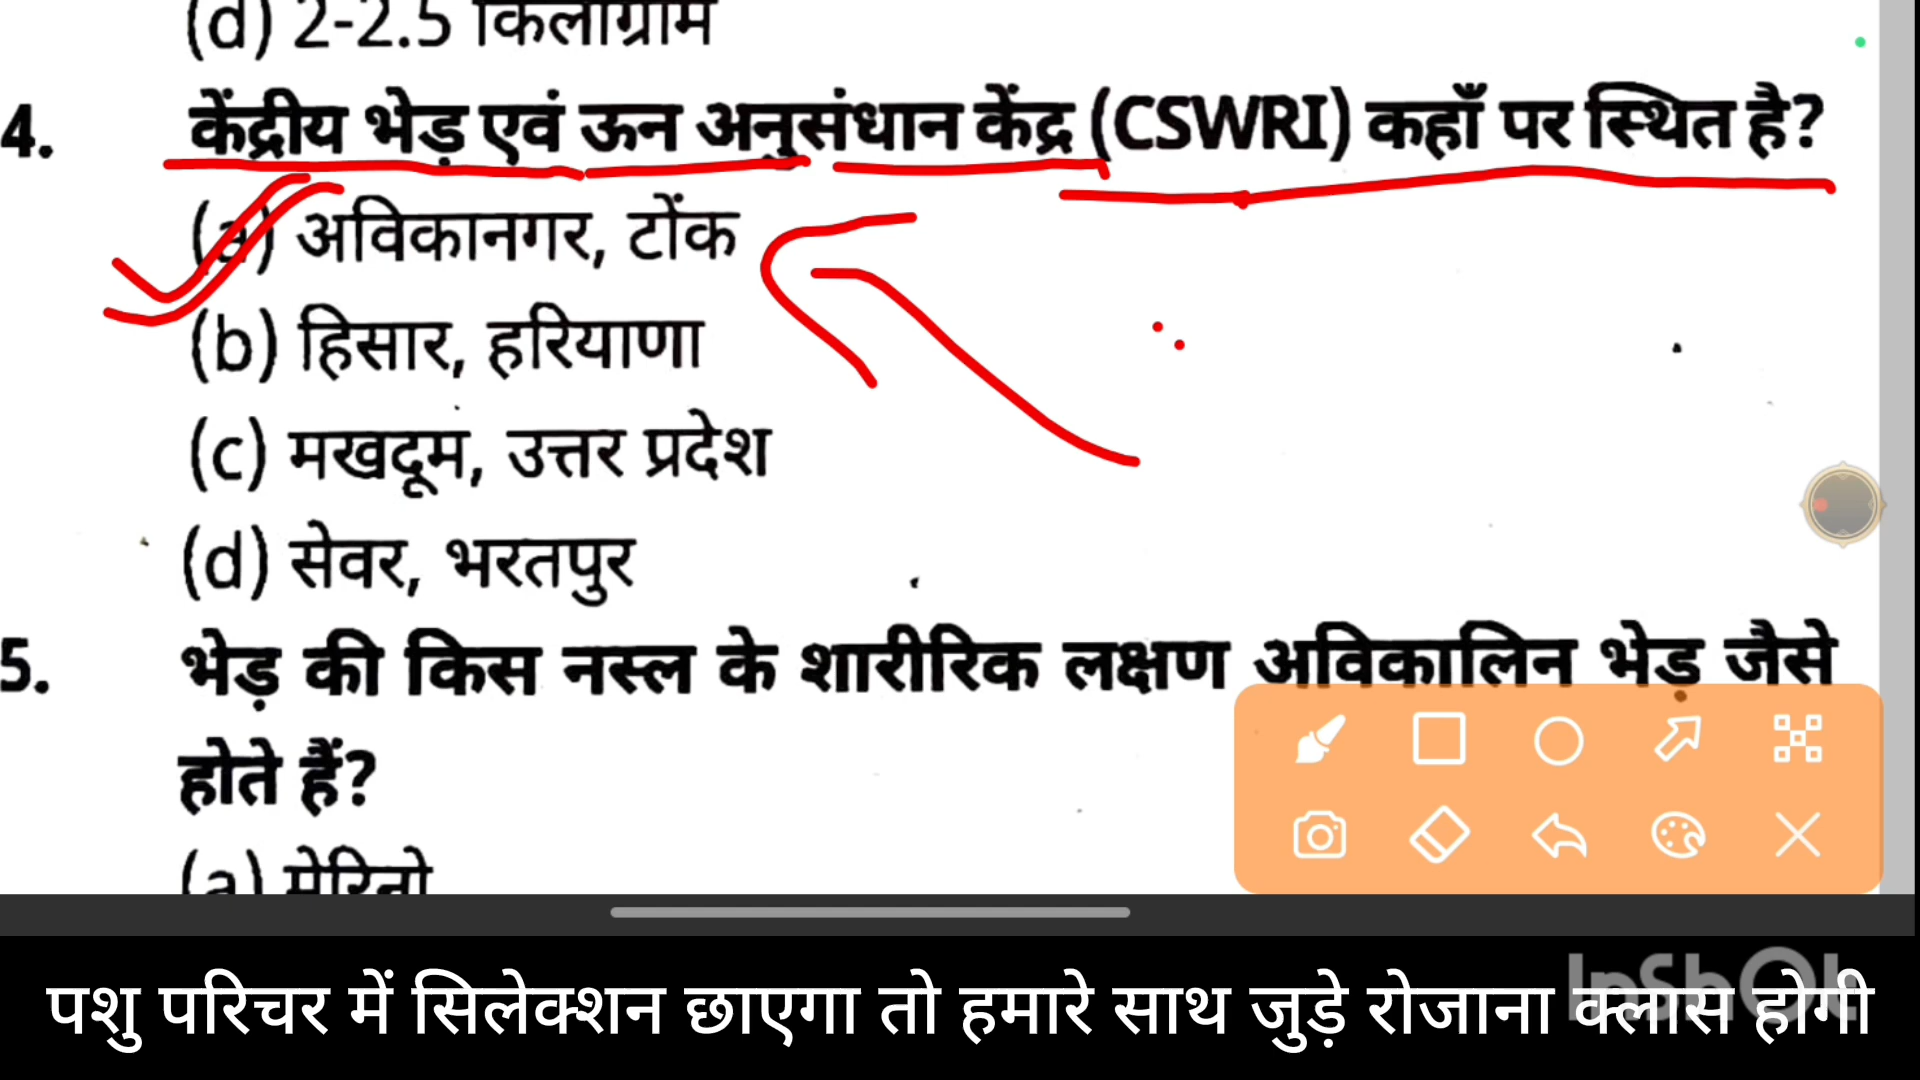 (d) 2-2.5 किलोग्राम
4. केंद्रीय भेड़ एवं ऊन अनुसंधान केंद्र (CSWRI) कहाँ पर स्थित है?
(a) अविकानगर, टोंक
(b) हिसार, हरियाणा
(c) मखदूम, उत्तर प्रदेश
(d) सेवर, भरतपुर
5. भेड़ की किस नस्ल के शारीरिक लक्षण अविकालिन भेड़ जैसे
होते हैं?
(a) मेरिनो
InShOt
पशु परिचर में सिलेक्शन छाएगा तो हमारे साथ जुड़े रोजाना क्लास होगी